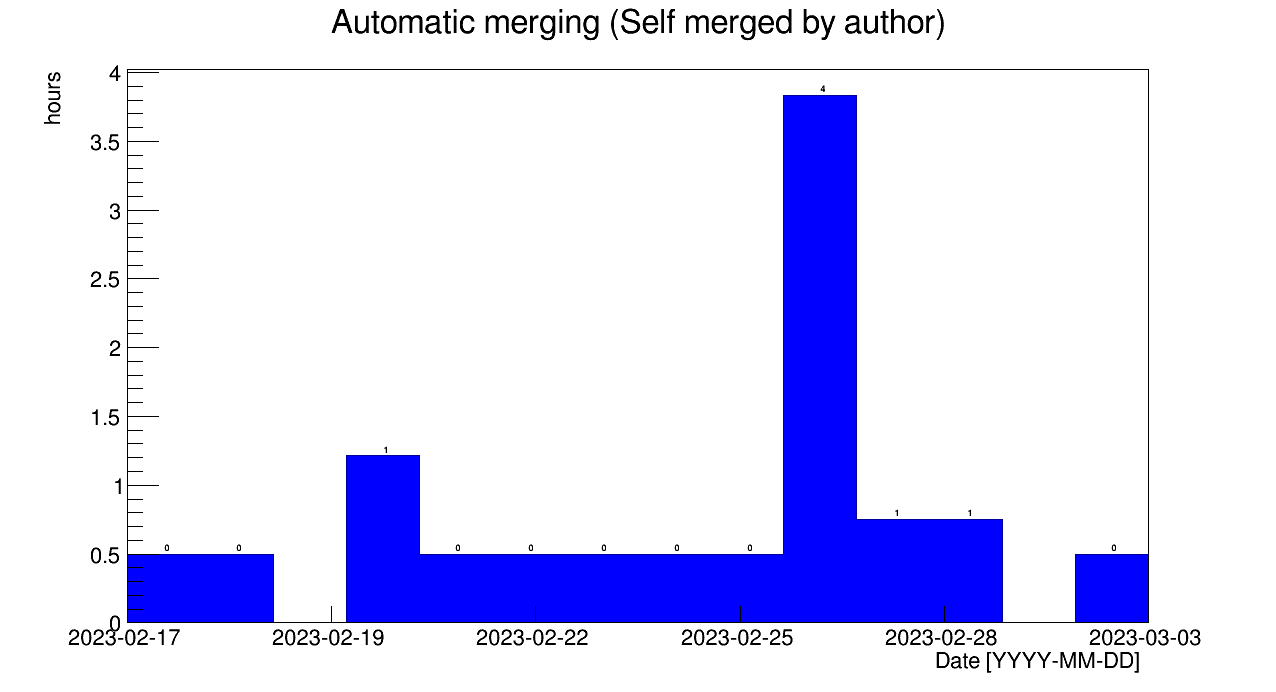 Automatic merging (Self merged by author)
hours
4
3.5
3
2.5
2
1.5
1
0.5
0
0 0 1 0 0 0 0 0 4 1 1 0
2023-02-17 2023-02-19 2023-02-22 2023-02-25 2023-02-28 2023-03-03
Date [YYYY-MM-DD]